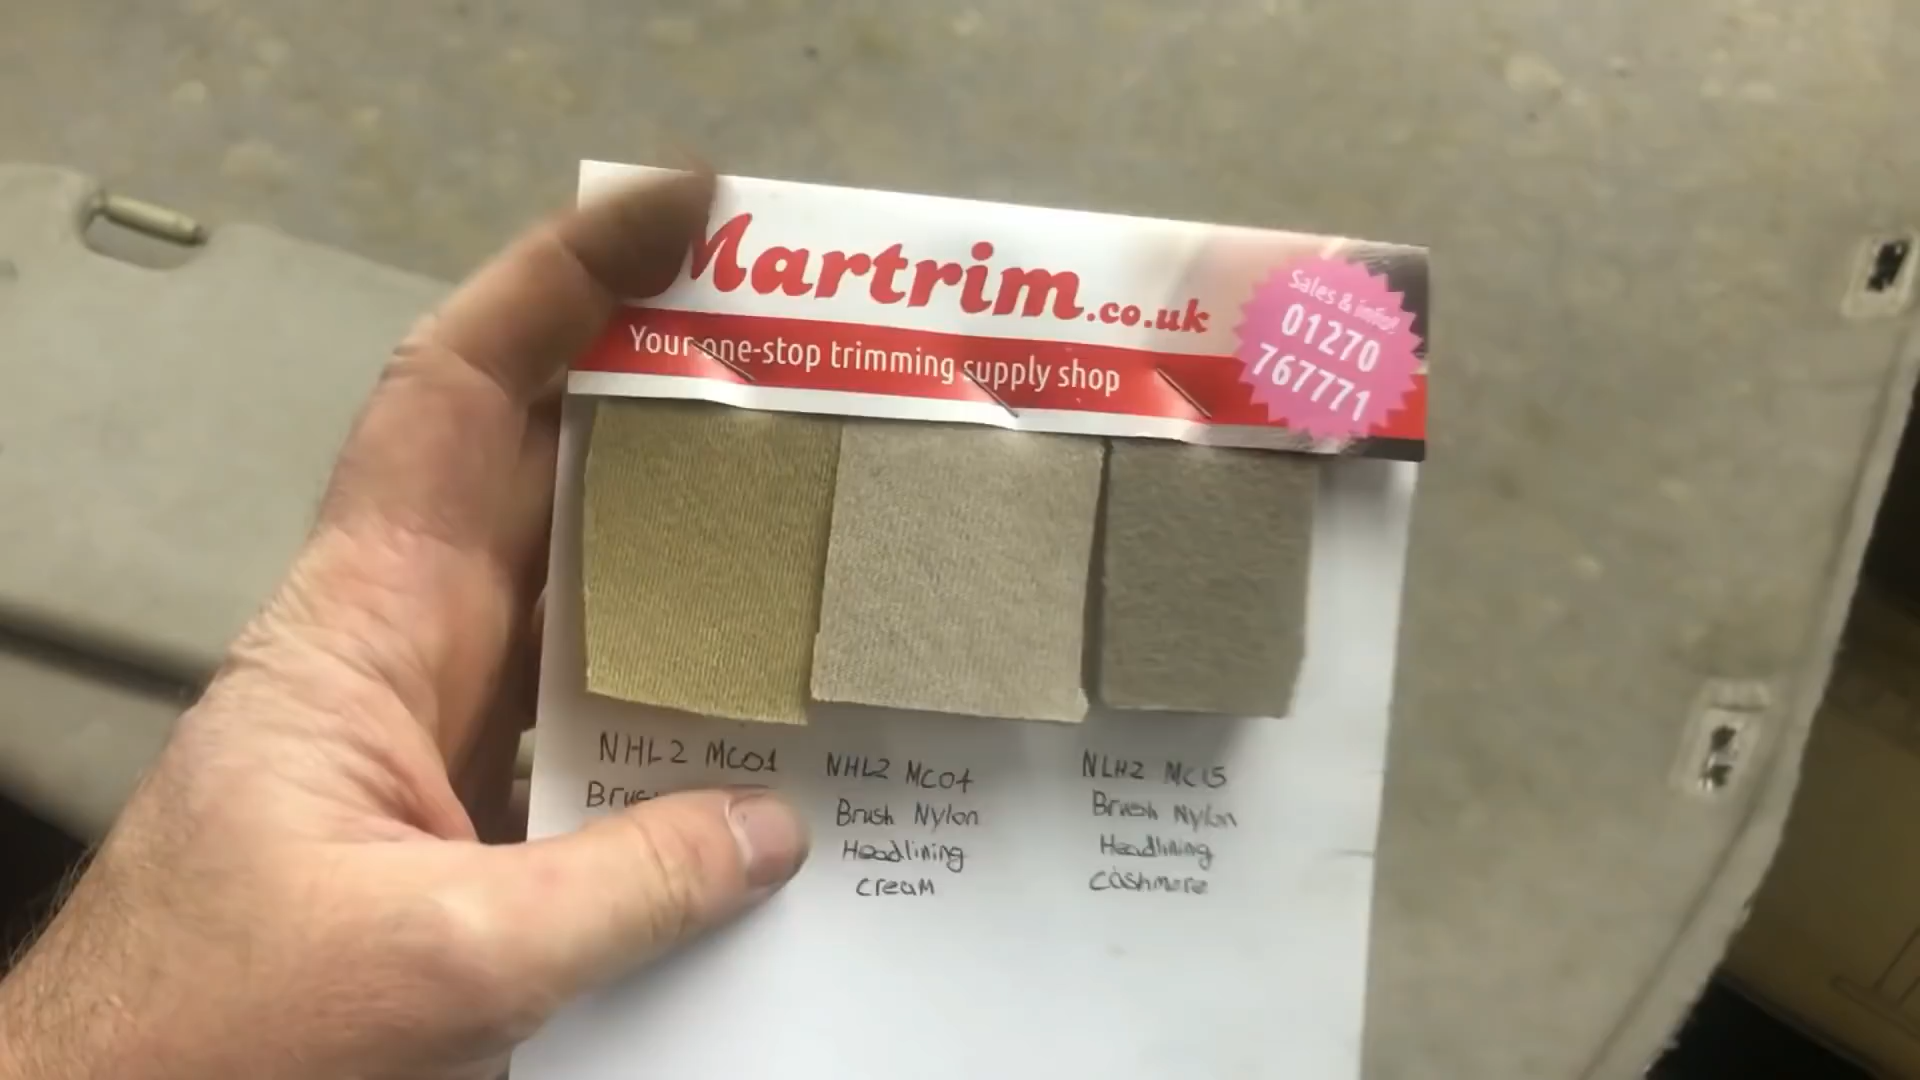 Martrim.co.uk
Your one-stop trimming supply shop
Sales & info!
01270
767771
NHL2 MC01
NHL2 MC04
Brush Nylon
Headlining
cream
NLH2 MC15
Brush Nylon
Headlining
cashmere